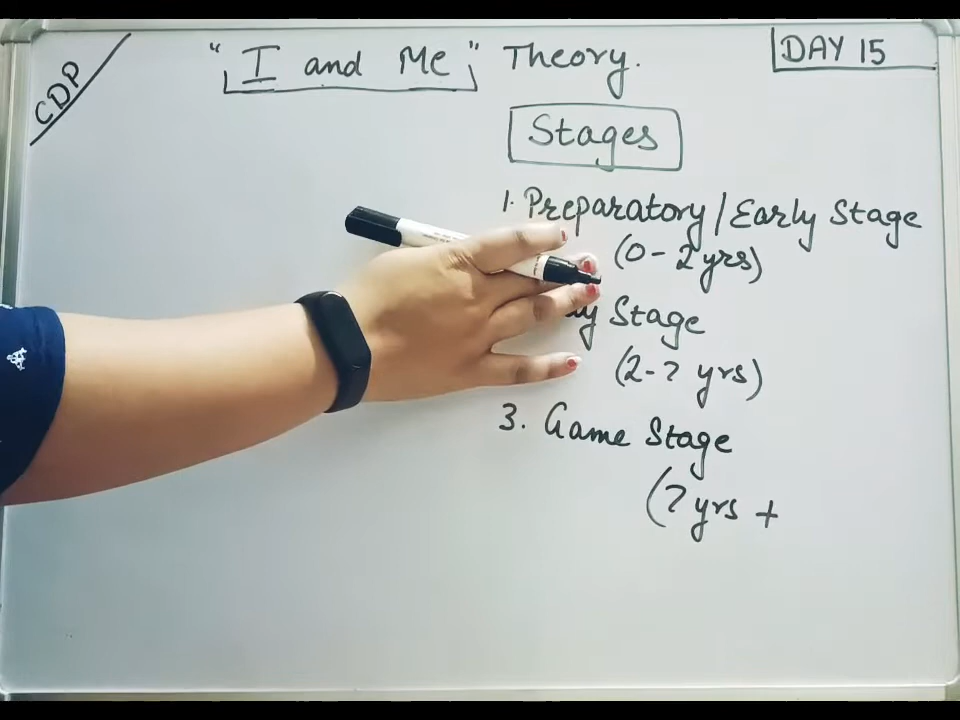 CDP
"I and Me" Theory.
DAY 15
Stages
1. Preparatory/Early Stage
(0-2yrs)
Stage
(2-7 yrs)
3. Game Stage
(7yrs +